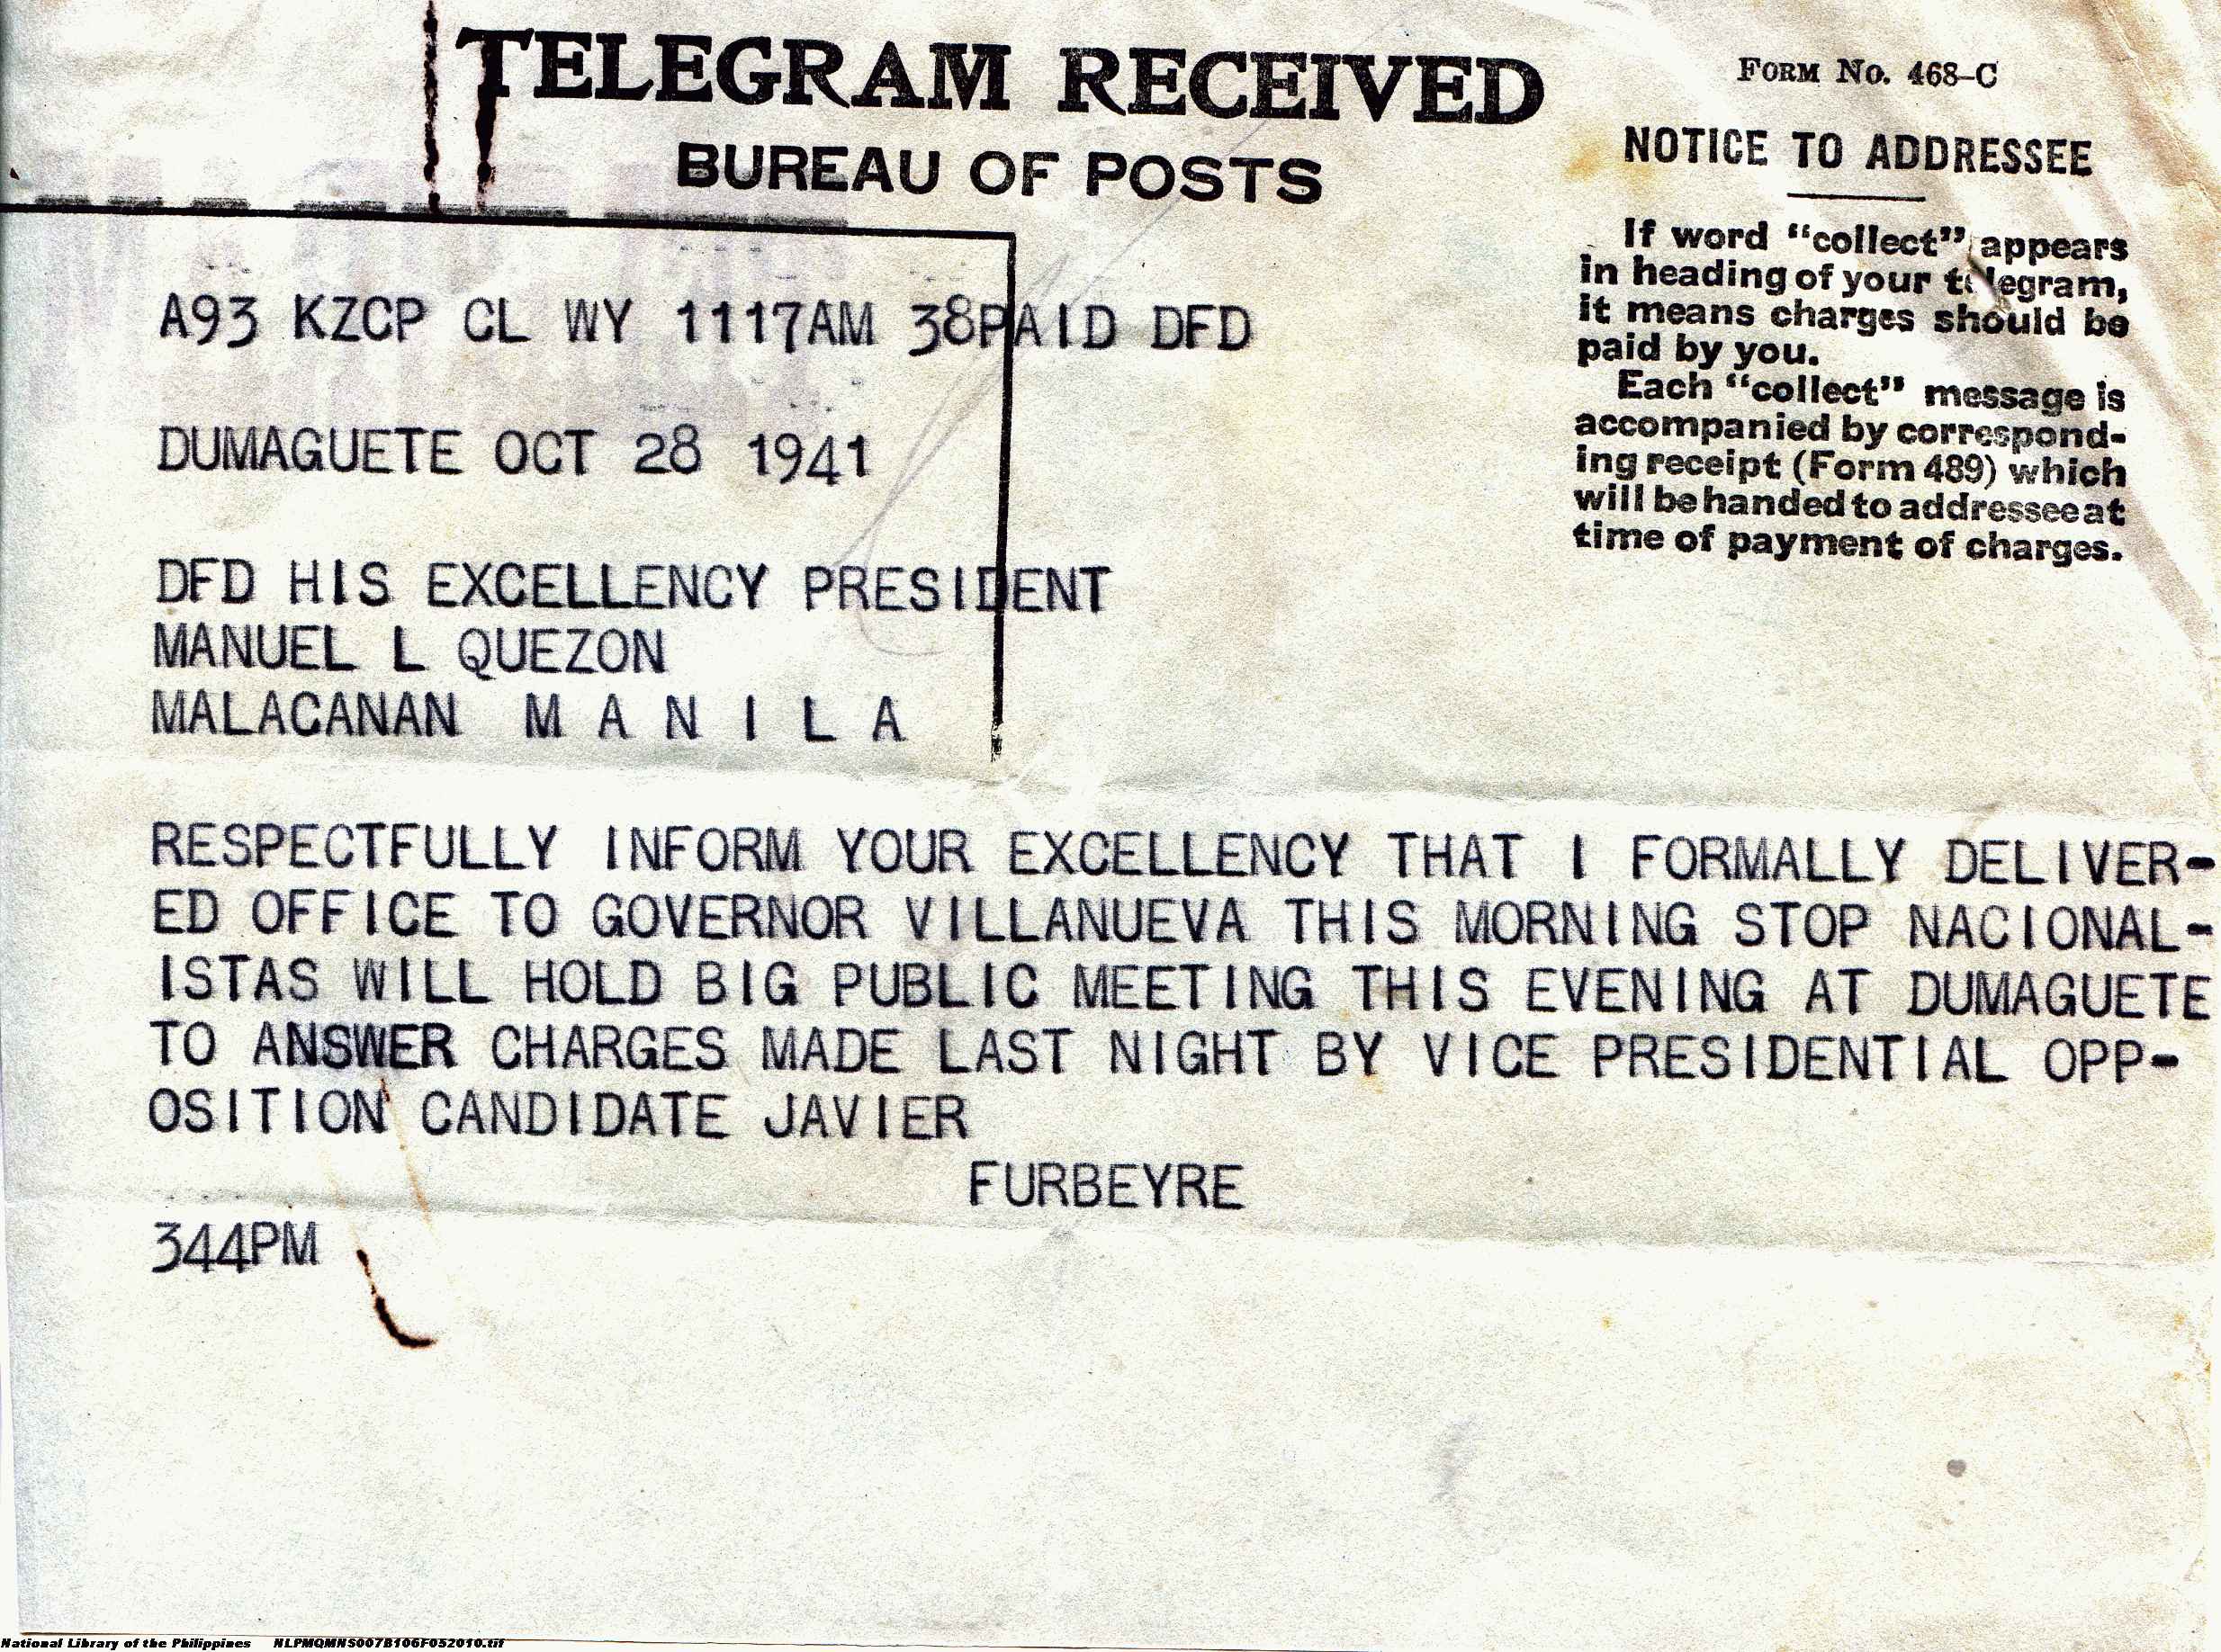 TELEGRAM RECEIVED
BUREAU OF POSTS
FORM NO. 468-C
NOTICE TO ADDRESSEE
If word "collect" appears
in heading of your telegram,
it means charges should be
paid by you.
Each "collect" message is
accompanied by correspond-
ing receipt (Form 489) which
will be handed to addressee at
time of payment of charges.
A93 KZCP CL WY 1117AM 38PAID DFD
DUMAGUETE OCT 28 1941
DFD HIS EXCELLENCY PRESIDENT
MANUEL L QUEZON
MALACANAN M A N I L A
RESPECTFULLY INFORM YOUR EXCELLENCY THAT I FORMALLY DELIVER-
ED OFFICE TO GOVERNOR VILLANUEVA THIS MORNING STOP NACIONAL-
ISTAS WILL HOLD BIG PUBLIC MEETING THIS EVENING AT DUMAGUETE
TO ANSWER CHARGES MADE LAST NIGHT BY VICE PRESIDENTIAL OPP-
OSITION CANDIDATE JAVIER
FURBEYRE
344PM
National Library of the Philippines NLPMQMNS007B106F052010.tif